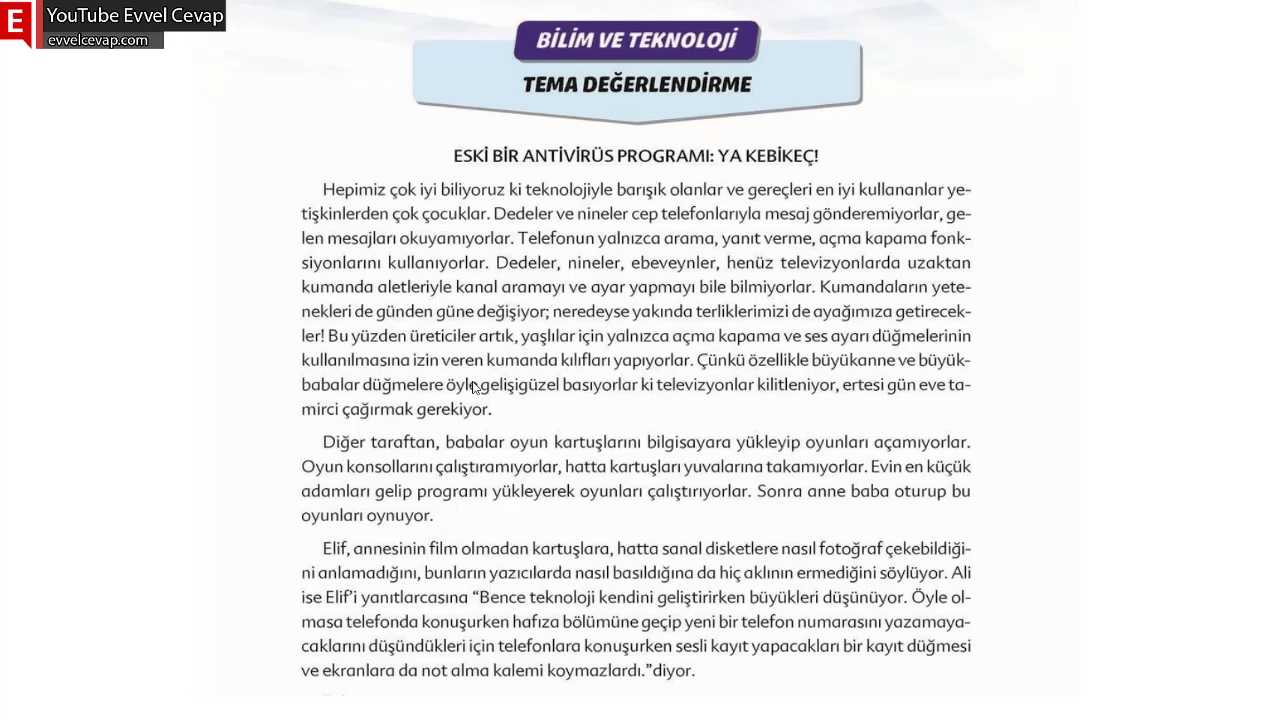 YouTube Evvel Cevap
evvelcevap.com
BİLİM VE TEKNOLOJİ
TEMA DEĞERLENDİRME
ESKİ BİR ANTİVİRÜS PROGRAMI: YA KEBİKEÇ!
Hepimiz çok iyi biliyoruz ki teknolojiyle barışık olanlar ve gereçleri en iyi kullananlar ye-
tişkinlerden çok çocuklar. Dedeler ve nineler cep telefonlarıyla mesaj gönderemiyorlar, ge-
len mesajları okuyamıyorlar. Telefonun yalnızca arama, yanıt verme, açma kapama fonk-
siyonlarını kullanıyorlar. Dedeler, nineler, ebeveynler, henüz televizyonlarda uzaktan
kumanda aletleriyle kanal aramayı ve ayar yapmayı bile bilmiyorlar. Kumandaların yete-
nekleri de günden güne değişiyor; neredeyse yakında terliklerimizi de ayağımıza getirecek-
ler! Bu yüzden üreticiler artık, yaşlılar için yalnızca açma kapama ve ses ayarı düğmelerinin
kullanılmasına izin veren kumanda kılıfları yapıyorlar. Çünkü özellikle büyükanne ve büyük-
babalar düğmelere öyle gelişigüzel basıyorlar ki televizyonlar kilitleniyor, ertesi gün eve ta-
mirci çağırmak gerekiyor.
Diğer taraftan, babalar oyun kartuşlarını bilgisayara yükleyip oyunları açamıyorlar.
Oyun konsollarını çalıştıramıyorlar, hatta kartuşları yuvalarına takamıyorlar. Evin en küçük
adamları gelip programı yükleyerek oyunları çalıştırıyorlar. Sonra anne baba oturup bu
oyunları oynuyor.
Elif, annesinin film olmadan kartuşlara, hatta sanal disketlere nasıl fotoğraf çekebildiği-
ni anlamadığını, bunların yazıcılarda nasıl basıldığına da hiç aklının ermediğini söylüyor. Ali
ise Elif’i yanıtlarcasına “Bence teknoloji kendini geliştirirken büyükleri düşünüyor. Öyle ol-
masa telefonda konuşurken hafıza bölümüne geçip yeni bir telefon numarasını yazamaya-
caklarını düşündükleri için telefonlara konuşurken sesli kayıt yapacakları bir kayıt düğmesi
ve ekranlara da not alma kalemi koymazlardı.”diyor.